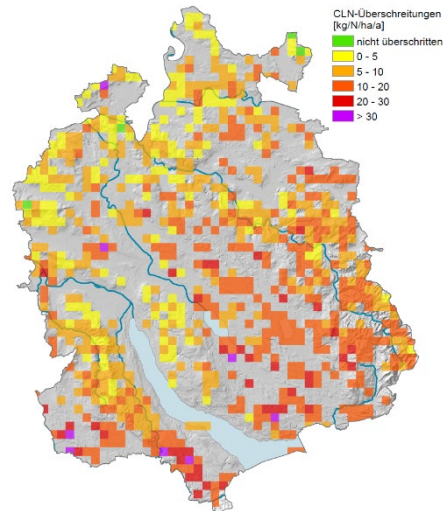 CLN-Überschreitungen
[kg/N/ha/a]
nicht überschritten
0 - 5
5 - 10
10 - 20
20 - 30
> 30